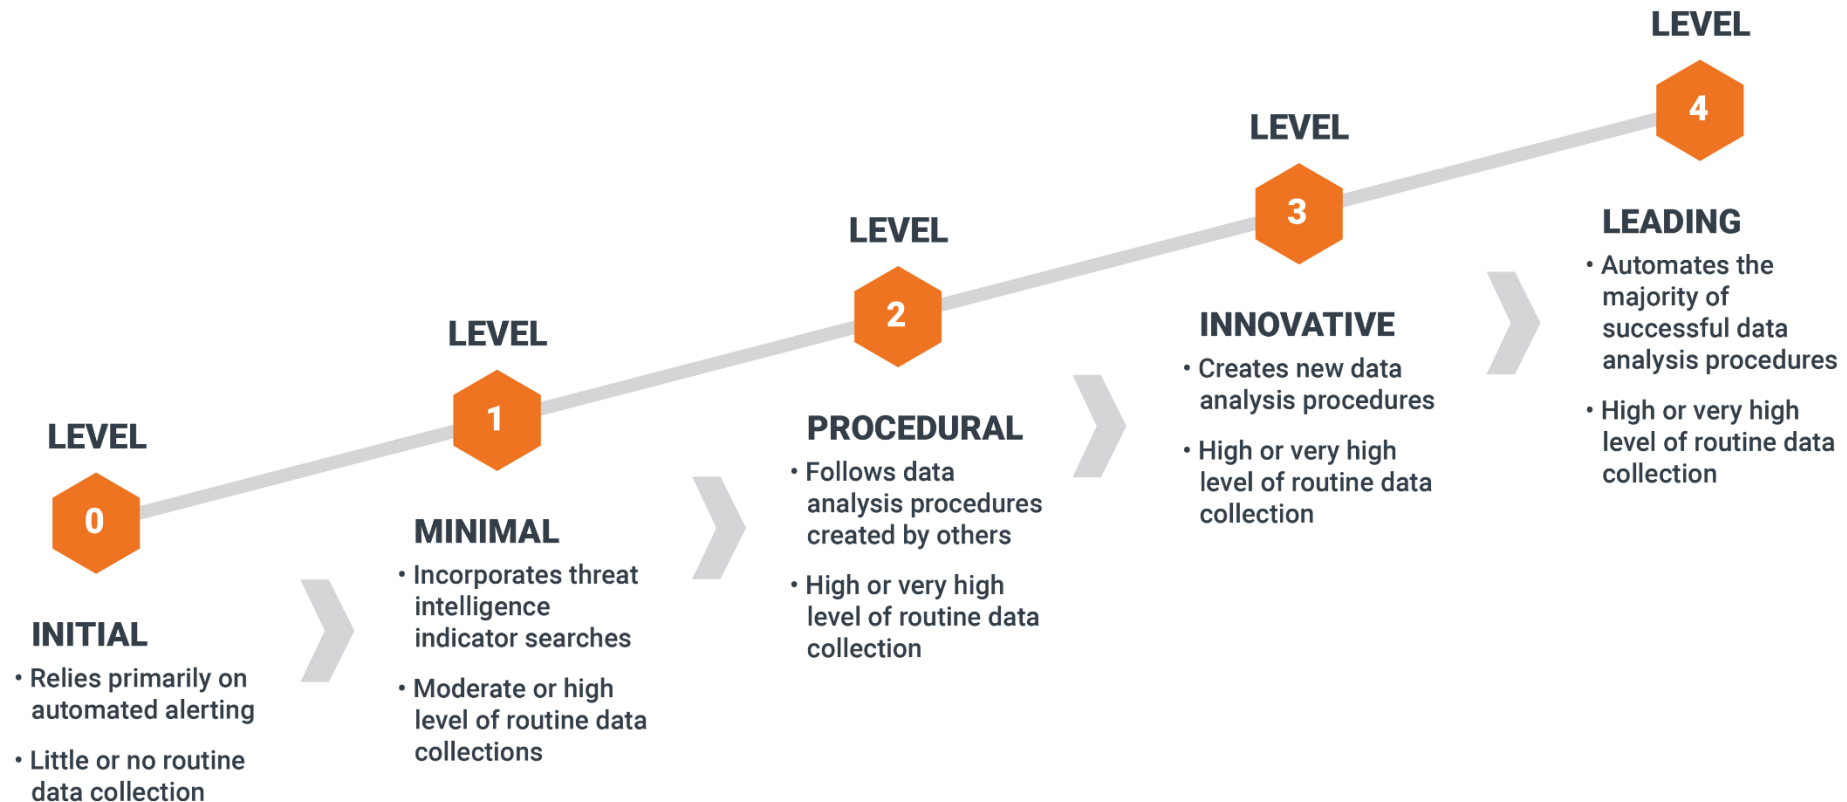 LEVEL
0
INITIAL
• Relies primarily on
automated alerting
• Little or no routine
data collection
LEVEL
1
MINIMAL
• Incorporates threat
intelligence
indicator searches
• Moderate or high
level of routine data
collections
LEVEL
2
PROCEDURAL
• Follows data
analysis procedures
created by others
• High or very high
level of routine data
collection
LEVEL
3
INNOVATIVE
• Creates new data
analysis procedures
• High or very high
level of routine data
collection
LEVEL
4
LEADING
• Automates the
majority of
successful data
analysis procedures
• High or very high
level of routine data
collection